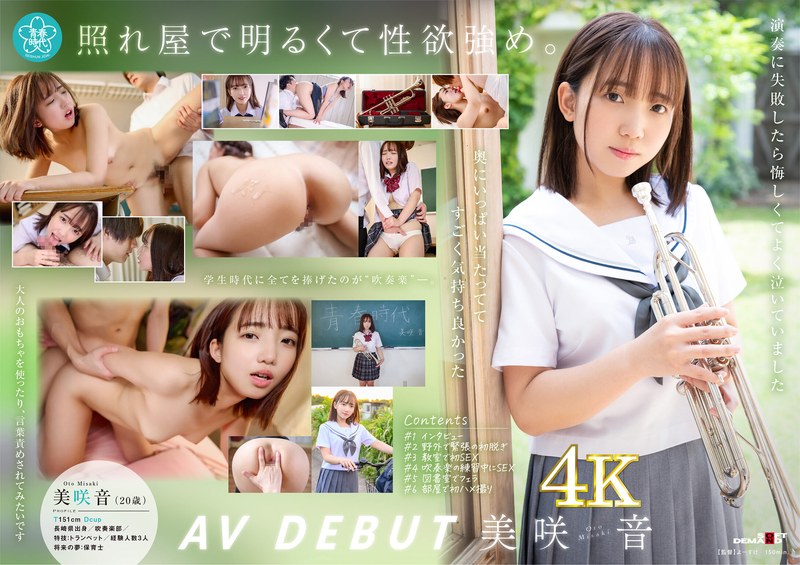 青春時代
照れ屋で明るくて性欲強め。
演奏に失敗したら悔しくてよく泣いていました
奥にいっぱい当たってて
すごく気持ち良かった
学生時代に全てを捧げたのが“吹奏楽”―。
大人のおもちゃを使ったり、言葉責めされてみたいです
青春時代
美咲 音
Contents
#1 インタビュー
#2 野外で緊張の初脱ぎ
#3 教室で初SEX
#4 吹奏楽の練習中にSEX
#5 図書室でフェラ
#6 部屋で初ハメ撮り
Oto Misaki
美咲音(20歳)
PROFILE
T151cm Dcup
長崎県出身/吹奏楽部/
特技:トランペット/経験人数3人
将来の夢:保育士
4K
AV DEBUT 美咲 音
Oto Misaki
SOFT ON DEMAND